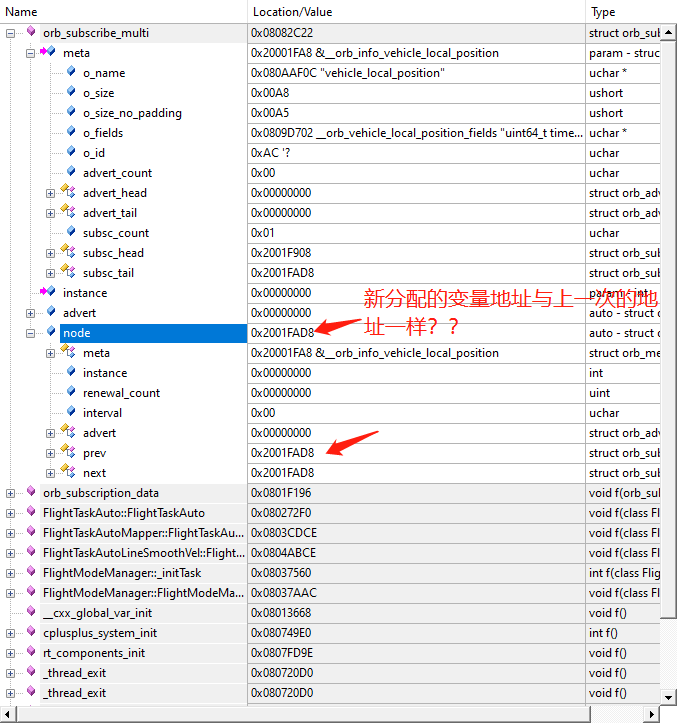 Name Location/Value Type
orb_subscribe_multi 0x08082C22 struct orb_sub
meta 0x20001FA8 &__orb_info_vehicle_local_position param - struc
o_name 0x080AAF0C "vehicle_local_position" uchar *
o_size 0x00A8 ushort
o_size_no_padding 0x00A5 ushort
o_fields 0x0809D702 __orb_vehicle_local_position_fields "uint64_t time... uchar *
o_id 0xAC '? uchar
advert_count 0x00 uchar
advert_head 0x00000000 struct orb_adv
advert_tail 0x00000000 struct orb_adv
subsc_count 0x01 uchar
subsc_head 0x2001F908 struct orb_sub
subsc_tail 0x2001FAD8 struct orb_sub
instance 0x00000000 param - int
advert 0x00000000 auto - struct o
新分配的变量地址与上一次的地
址一样？？
node 0x2001FAD8 auto - struct o
meta 0x20001FA8 &__orb_info_vehicle_local_position struct orb_me
instance 0x00000000 int
renewal_count 0x00000000 uint
interval 0x00 uchar
advert 0x00000000 struct orb_adv
prev 0x2001FAD8 struct orb_sub
next 0x2001FAD8 struct orb_sub
orb_subscription_data 0x0801F196 void f(orb_sul
FlightTaskAuto::FlightTaskAuto 0x080272F0 void f(class Fl
FlightTaskAutoMapper::FlightTaskAu... 0x0803CDCE void f(class Fl
FlightTaskAutoLineSmoothVel::Flight... 0x0804ABCE void f(class Fl
FlightModeManager::_initTask 0x08037560 int f(class Flig
FlightModeManager::FlightModeMa... 0x08037AAC void f(class Fl
__cxx_global_var_init 0x08013668 void f()
cplusplus_system_init 0x080749E0 int f()
rt_components_init 0x0807FD9E void f()
_thread_exit 0x080720D0 void f()
_thread_exit 0x080720D0 void f()